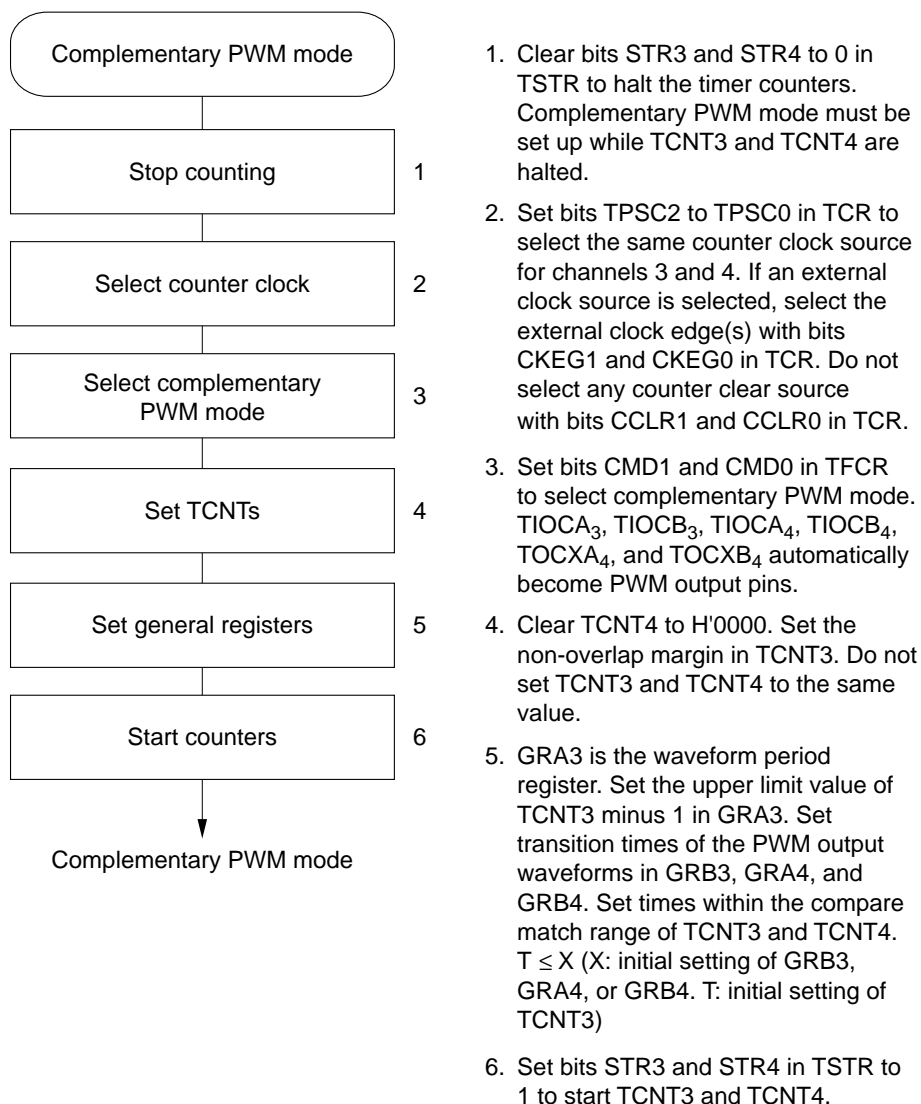 Complementary PWM mode
Stop counting
1
Select counter clock
2
Select complementary
PWM mode
3
Set TCNTs
4
Set general registers
5
Start counters
6
Complementary PWM mode
1. Clear bits STR3 and STR4 to 0 in
TSTR to halt the timer counters.
Complementary PWM mode must be
set up while TCNT3 and TCNT4 are
halted.
2. Set bits TPSC2 to TPSC0 in TCR to
select the same counter clock source
for channels 3 and 4. If an external
clock source is selected, select the
external clock edge(s) with bits
CKEG1 and CKEG0 in TCR. Do not
select any counter clear source
with bits CCLR1 and CCLR0 in TCR.
3. Set bits CMD1 and CMD0 in TFCR
to select complementary PWM mode.
TIOCA₃, TIOCB₃, TIOCA₄, TIOCB₄,
TOCXA₄, and TOCXB₄ automatically
become PWM output pins.
4. Clear TCNT4 to H'0000. Set the
non-overlap margin in TCNT3. Do not
set TCNT3 and TCNT4 to the same
value.
5. GRA3 is the waveform period
register. Set the upper limit value of
TCNT3 minus 1 in GRA3. Set
transition times of the PWM output
waveforms in GRB3, GRA4, and
GRB4. Set times within the compare
match range of TCNT3 and TCNT4.
T ≤ X (X: initial setting of GRB3,
GRA4, or GRB4. T: initial setting of
TCNT3)
6. Set bits STR3 and STR4 in TSTR to
1 to start TCNT3 and TCNT4.